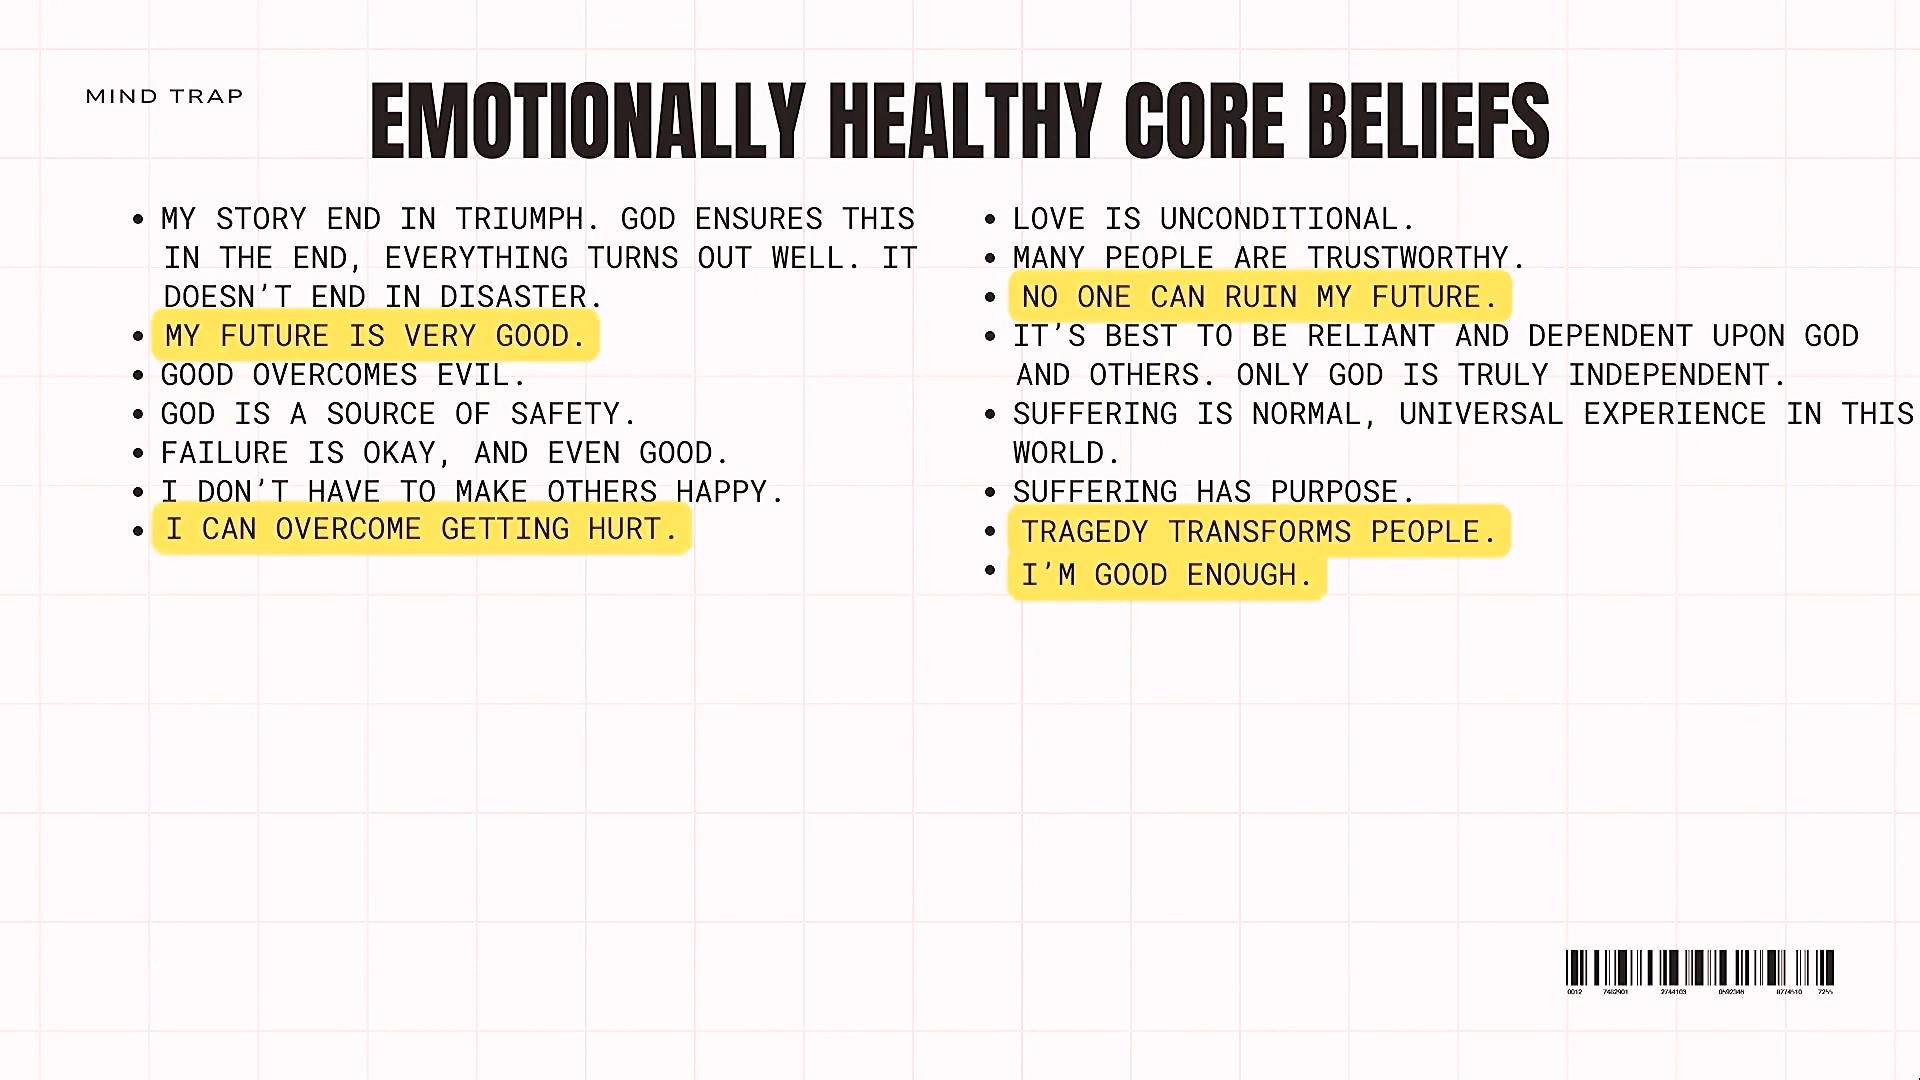 MIND TRAP
EMOTIONALLY HEALTHY CORE BELIEFS
• MY STORY END IN TRIUMPH. GOD ENSURES THIS
IN THE END, EVERYTHING TURNS OUT WELL. IT
DOESN’T END IN DISASTER.
• MY FUTURE IS VERY GOOD.
• GOOD OVERCOMES EVIL.
• GOD IS A SOURCE OF SAFETY.
• FAILURE IS OKAY, AND EVEN GOOD.
• I DON’T HAVE TO MAKE OTHERS HAPPY.
• I CAN OVERCOME GETTING HURT.
• LOVE IS UNCONDITIONAL.
• MANY PEOPLE ARE TRUSTWORTHY.
• NO ONE CAN RUIN MY FUTURE.
• IT’S BEST TO BE RELIANT AND DEPENDENT UPON GOD
AND OTHERS. ONLY GOD IS TRULY INDEPENDENT.
• SUFFERING IS NORMAL, UNIVERSAL EXPERIENCE IN THIS
WORLD.
• SUFFERING HAS PURPOSE.
• TRAGEDY TRANSFORMS PEOPLE.
• I’M GOOD ENOUGH.
0012 2744103